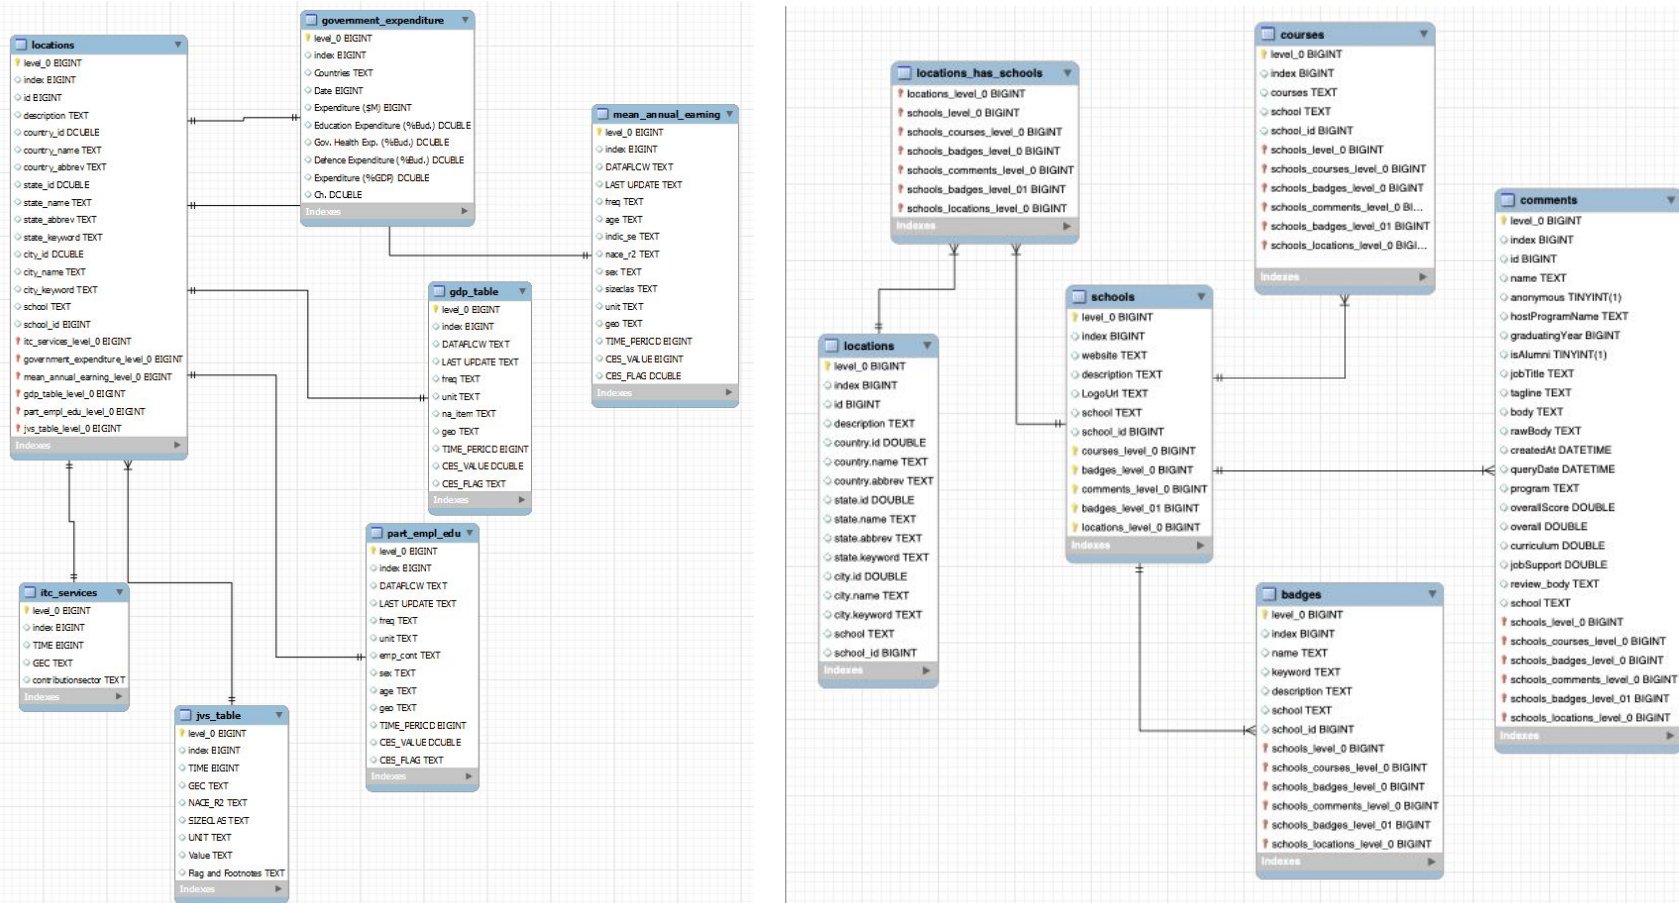 locations
level_0 BIGINT
index BIGINT
id BIGINT
description TEXT
country_id DOUBLE
country_name TEXT
country_abbrev TEXT
state_id DOUBLE
state_name TEXT
state_abbrev TEXT
state_keyword TEXT
city_id DOUBLE
city_name TEXT
city_keyword TEXT
school TEXT
school_id BIGINT
itc_services_level_0 BIGINT
government_expenditure_level_0 BIGINT
mean_annual_earning_level_0 BIGINT
gdp_table_level_0 BIGINT
part_empl_edu_level_0 BIGINT
jvs_table_level_0 BIGINT
Indexes
government_expenditure
level_0 BIGINT
index BIGINT
Countries TEXT
Date BIGINT
Expenditure ($M) BIGINT
Education Expenditure (%Bud.) DOUBLE
Gov. Health Exp. (%Bud.) DOUBLE
Defence Expenditure (%Bud.) DOUBLE
Expenditure (%GDP) DOUBLE
Ch. DOUBLE
Indexes
mean_annual_earning
level_0 BIGINT
index BIGINT
DATAFLOW TEXT
LAST UPDATE TEXT
freq TEXT
age TEXT
indic_se TEXT
nace_r2 TEXT
sex TEXT
sizeclas TEXT
unit TEXT
geo TEXT
TIME_PERIOD BIGINT
OBS_VALUE BIGINT
OBS_FLAG DOUBLE
Indexes
gdp_table
level_0 BIGINT
index BIGINT
DATAFLOW TEXT
LAST UPDATE TEXT
freq TEXT
unit TEXT
na_item TEXT
geo TEXT
TIME_PERIOD BIGINT
OBS_VALUE DOUBLE
OBS_FLAG TEXT
Indexes
part_empl_edu
level_0 BIGINT
index BIGINT
DATAFLOW TEXT
LAST UPDATE TEXT
freq TEXT
unit TEXT
emp_cont TEXT
sex TEXT
age TEXT
geo TEXT
TIME_PERIOD BIGINT
OBS_VALUE DOUBLE
OBS_FLAG TEXT
Indexes
itc_services
level_0 BIGINT
index BIGINT
TIME BIGINT
GEO TEXT
contributionsector TEXT
Indexes
jvs_table
level_0 BIGINT
index BIGINT
TIME BIGINT
GEO TEXT
NACE_R2 TEXT
SIZECLAS TEXT
UNIT TEXT
Value TEXT
Flag and Footnotes TEXT
Indexes
locations_has_schools
locations_level_0 BIGINT
schools_level_0 BIGINT
schools_courses_level_0 BIGINT
schools_badges_level_0 BIGINT
schools_comments_level_0 BIGINT
schools_badges_level_01 BIGINT
schools_locations_level_0 BIGINT
Indexes
courses
level_0 BIGINT
index BIGINT
courses TEXT
school TEXT
school_id BIGINT
schools_level_0 BIGINT
schools_courses_level_0 BIGINT
schools_badges_level_0 BIGINT
schools_comments_level_0 BI...
schools_badges_level_01 BIGINT
schools_locations_level_0 BIGI...
Indexes
locations
level_0 BIGINT
index BIGINT
id BIGINT
description TEXT
country.id DOUBLE
country.name TEXT
country.abbrev TEXT
state.id DOUBLE
state.name TEXT
state.abbrev TEXT
state.keyword TEXT
city.id DOUBLE
city.name TEXT
city.keyword TEXT
school TEXT
school_id BIGINT
Indexes
schools
level_0 BIGINT
index BIGINT
website TEXT
description TEXT
LogoUrl TEXT
school TEXT
school_id BIGINT
courses_level_0 BIGINT
badges_level_0 BIGINT
comments_level_0 BIGINT
badges_level_01 BIGINT
locations_level_0 BIGINT
Indexes
comments
level_0 BIGINT
index BIGINT
id BIGINT
name TEXT
anonymous TINYINT(1)
hostProgramName TEXT
graduatingYear BIGINT
isAlumni TINYINT(1)
jobTitle TEXT
tagline TEXT
body TEXT
rawBody TEXT
createdAt DATETIME
queryDate DATETIME
program TEXT
overallScore DOUBLE
overall DOUBLE
curriculum DOUBLE
jobSupport DOUBLE
review_body TEXT
school TEXT
schools_level_0 BIGINT
schools_courses_level_0 BIGINT
schools_badges_level_0 BIGINT
schools_comments_level_0 BIGINT
schools_badges_level_01 BIGINT
schools_locations_level_0 BIGINT
Indexes
badges
level_0 BIGINT
index BIGINT
name TEXT
keyword TEXT
description TEXT
school TEXT
school_id BIGINT
schools_level_0 BIGINT
schools_courses_level_0 BIGINT
schools_badges_level_0 BIGINT
schools_comments_level_0 BIGINT
schools_badges_level_01 BIGINT
schools_locations_level_0 BIGINT
Indexes